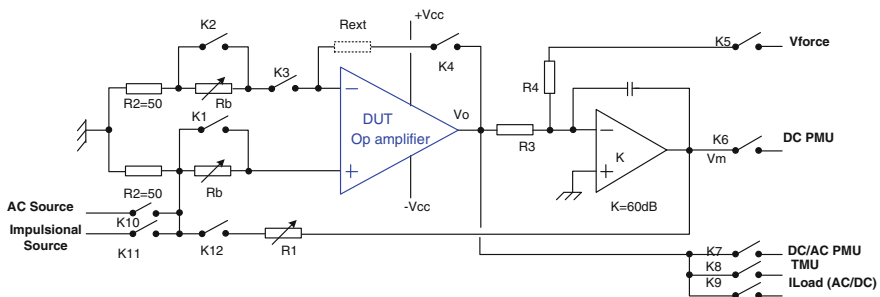 +Vcc
K2
Rext
K5
Vforce
K3
K4
R4
R2=50
Rb
DUT
Op amplifier
Vo
K1
R3
K
K6
DC PMU
Vm
R2=50
Rb
-Vcc
K=60dB
AC Source
K10
Impulsional
Source
K11
K12
R1
K7
DC/AC PMU
K8
TMU
K9
ILoad (AC/DC)